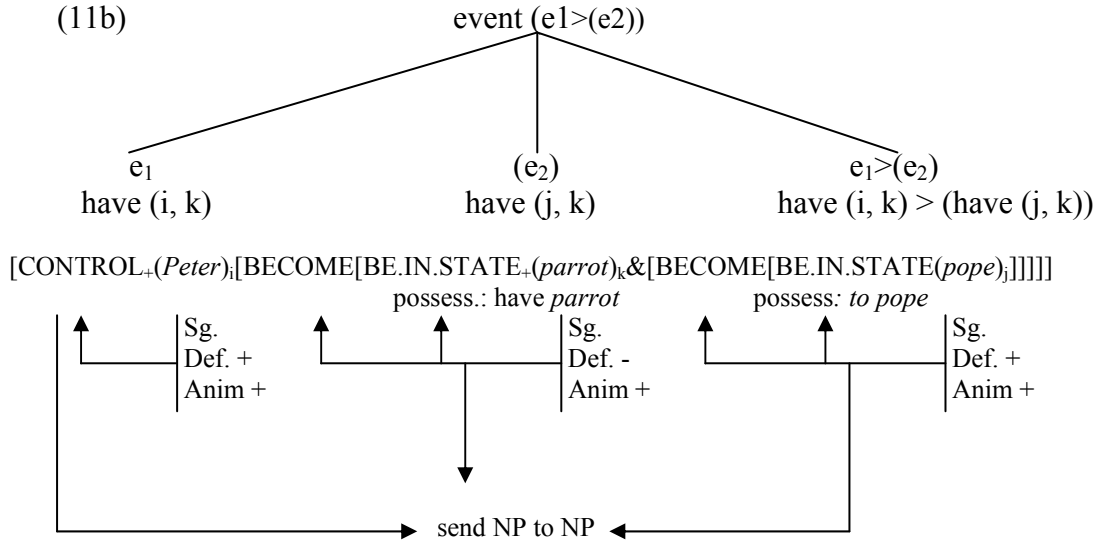 (11b) event (e1>(e2))
e₁ (e₂) e₁>(e₂)
have (i, k) have (j, k) have (i, k) > (have (j, k))
[CONTROL₊(Peter)ᵢ[BECOME[BE.IN.STATE₊(parrot)ₖ&[BECOME[BE.IN.STATE(pope)ⱼ]]]]]
possess.: have parrot possess: to pope
Sg. Sg. Sg.
Def. + Def. - Def. +
Anim + Anim + Anim +
send NP to NP